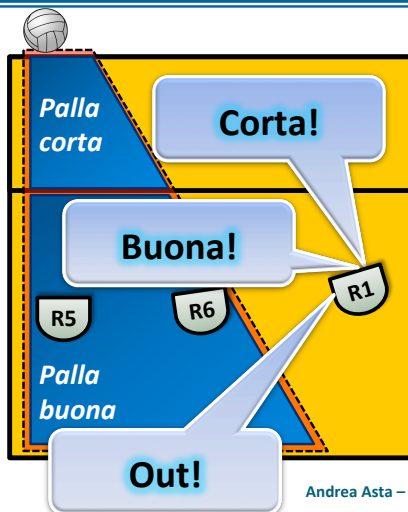 Palla
corta
Corta!
Buona!
R5
R6
R1
Palla
buona
Out!
Andrea Asta –